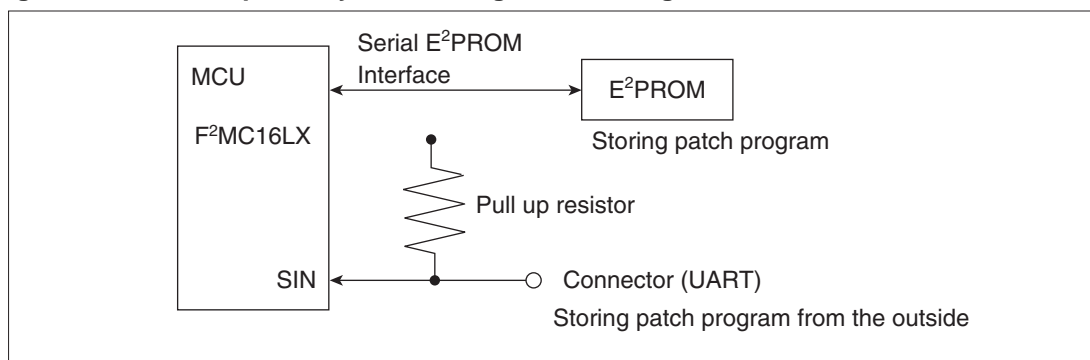 Serial E²PROM
Interface
MCU
E²PROM
F²MC16LX
Storing patch program
Pull up resistor
SIN
Connector (UART)
Storing patch program from the outside